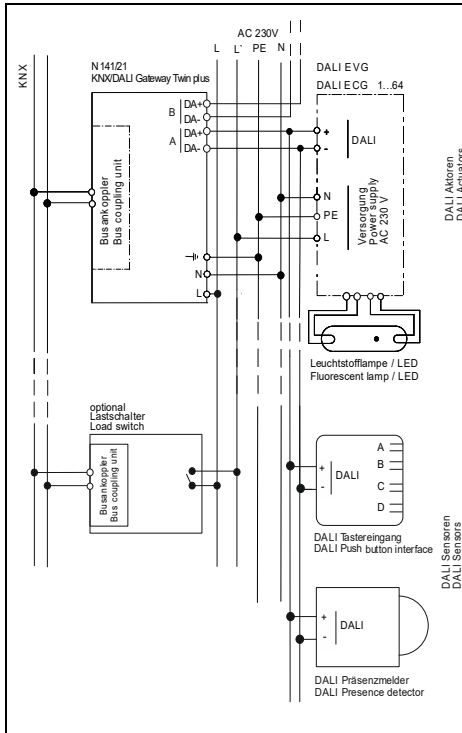 AC 230V
L L' PE N
KNX
N 141/21
KNX/DALI Gateway Twin plus
B
DA+
DA-
A
DA+
DA-
Busankoppler
Bus coupling unit
N
L
DALI EVG
DALI ECG 1...64
+
-
DALI
N
PE
L
Versorgung
Power supply
AC 230 V
DALI Aktoren
DALI Actuators
Leuchtstofflampe / LED
Fluorescent lamp / LED
optional
Lastschalter
Load switch
Busankoppler
Bus coupling unit
+
-
DALI
A
B
C
D
DALI Tastereingang
DALI Push button interface
DALI Sensoren
DALI Sensors
+
-
DALI
DALI Präsenzmelder
DALI Presence detector